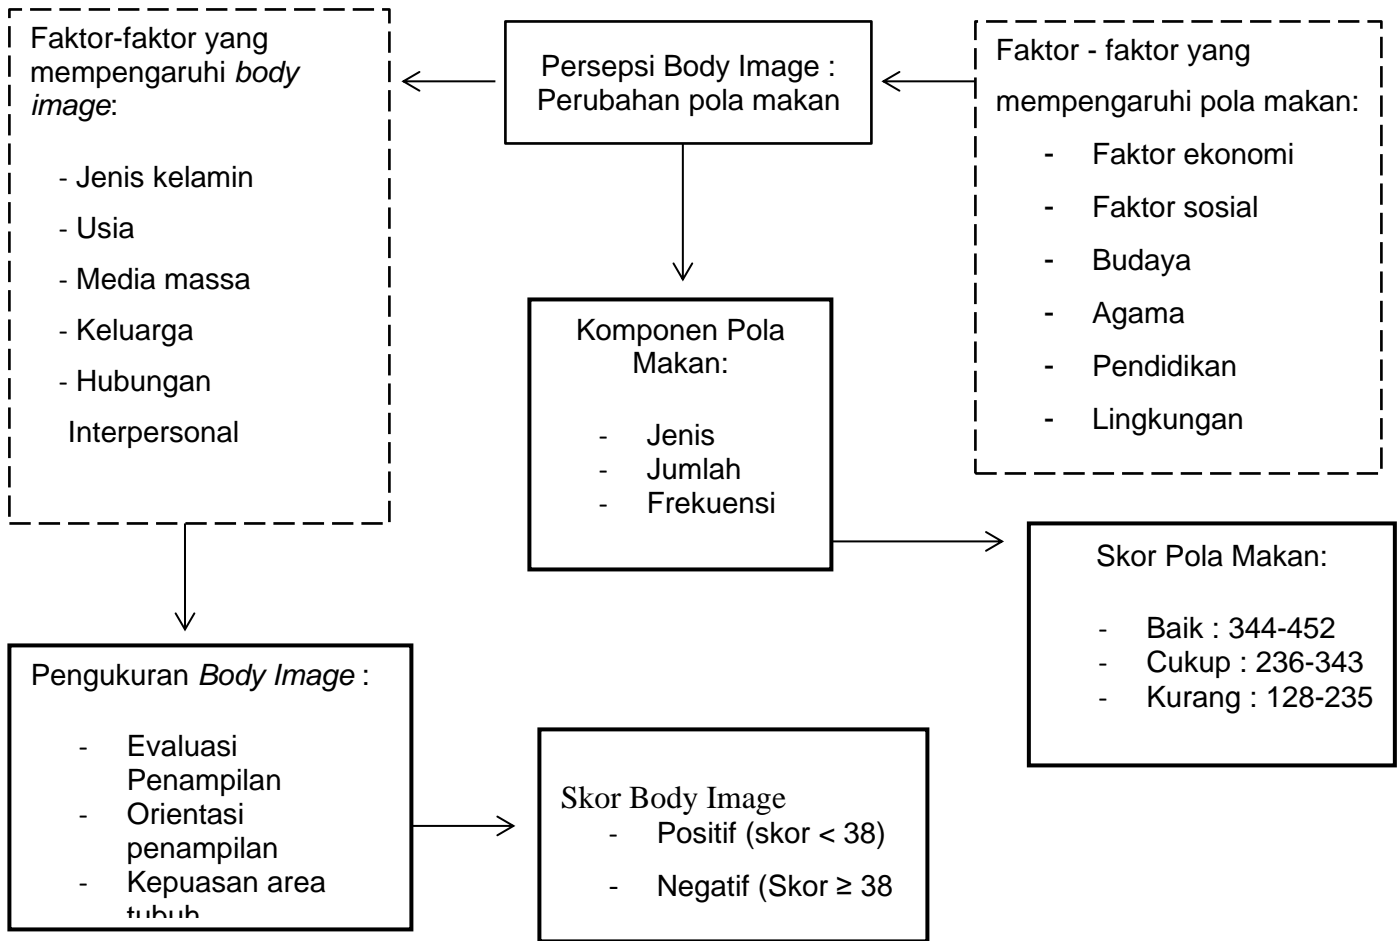 Faktor-faktor yang
mempengaruhi body
image:
- Jenis kelamin
- Usia
- Media massa
- Keluarga
- Hubungan
Interpersonal
Persepsi Body Image :
Perubahan pola makan
Faktor - faktor yang
mempengaruhi pola makan:
- Faktor ekonomi
- Faktor sosial
- Budaya
- Agama
- Pendidikan
- Lingkungan
Komponen Pola
Makan:
- Jenis
- Jumlah
- Frekuensi
Skor Pola Makan:
- Baik : 344-452
- Cukup : 236-343
- Kurang : 128-235
Pengukuran Body Image :
- Evaluasi
Penampilan
- Orientasi
penampilan
- Kepuasan area
tubuh
Skor Body Image
- Positif (skor < 38)
- Negatif (Skor ≥ 38